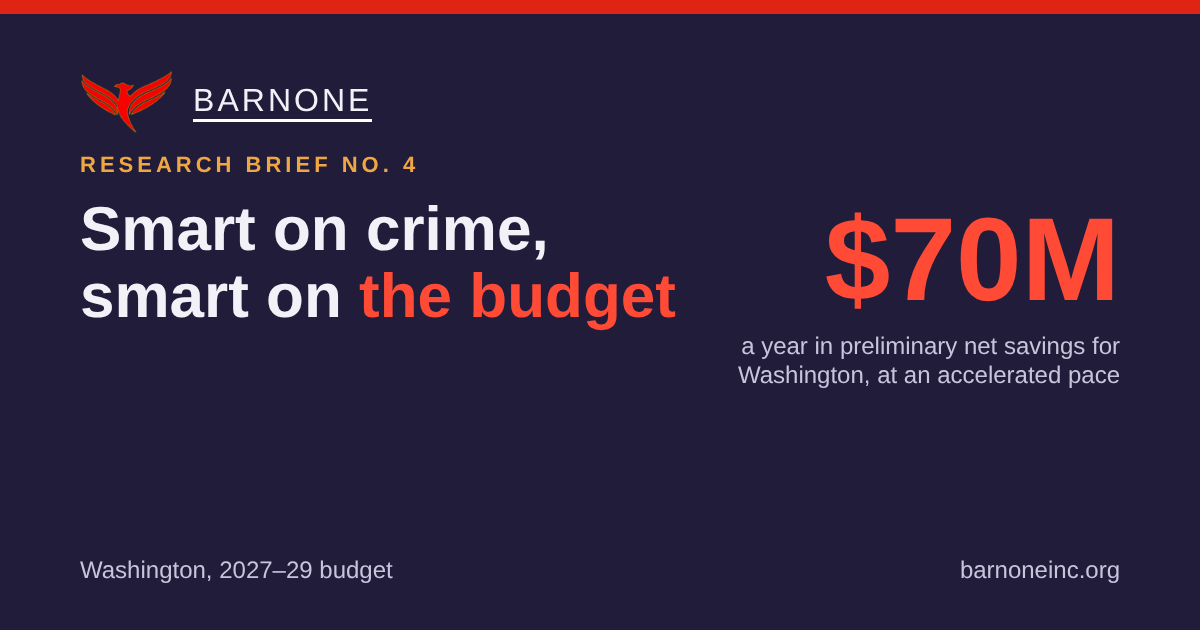 BARNONE
RESEARCH BRIEF NO. 4
Smart on crime,
smart on the budget
$70M
a year in preliminary net savings for
Washington, at an accelerated pace
Washington, 2027–29 budget
barnoneinc.org